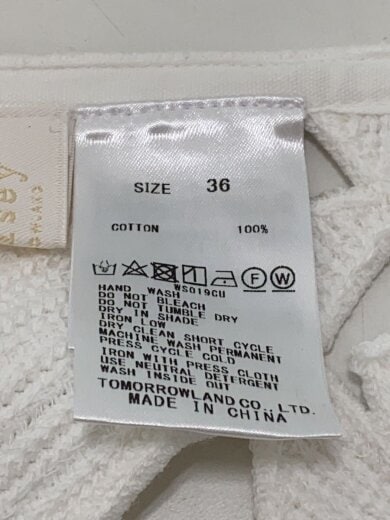 SIZE 36
COTTON 100%
F W
WS019CU
HAND WASH
DO NOT BLEACH
DO NOT TUMBLE DRY
DRY IN SHADE
IRON LOW
DRY CLEAN SHORT CYCLE
MACHINE WASH PERMANENT
PRESS CYCLE COLD
IRON WITH PRESS CLOTH
USE NEUTRAL DETERGENT
WASH INSIDE OUT
TOMORROWLAND CO., LTD.
MADE IN CHINA